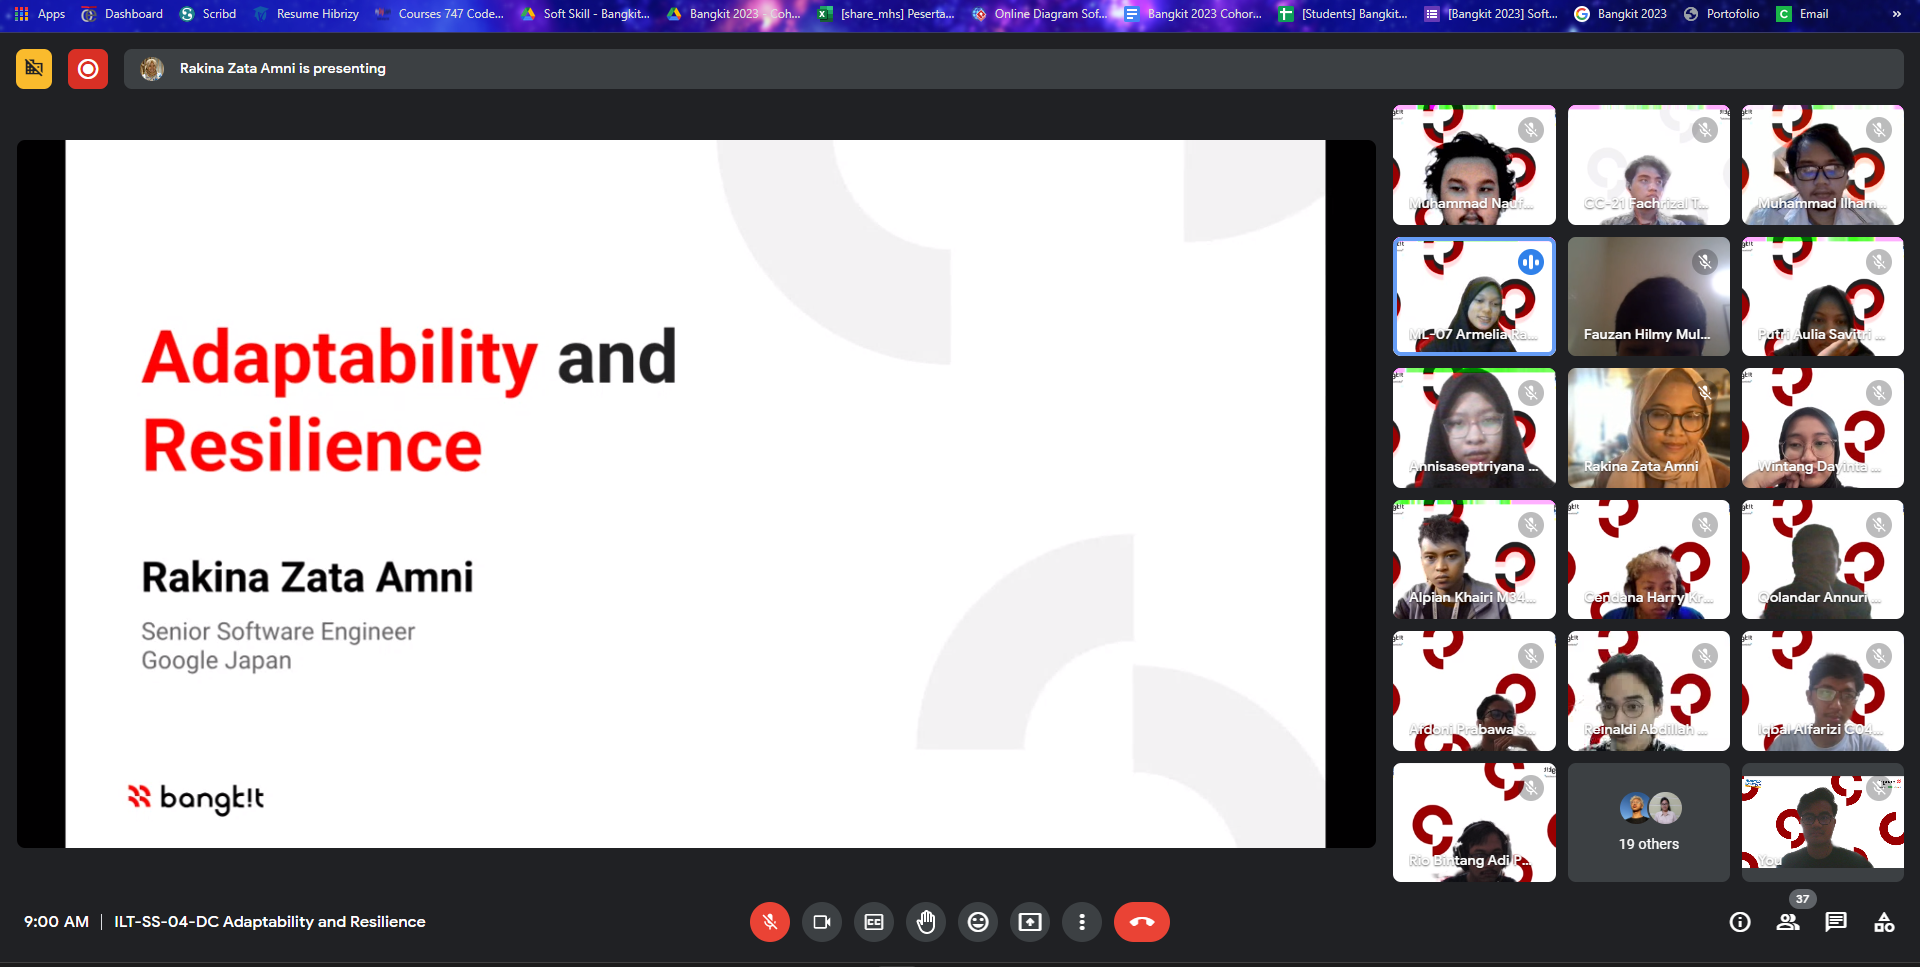 Apps
Dashboard
Scribd
Resume Hibrizy
Courses 747 Code...
Soft Skill - Bangkit...
Bangkit 2023 - Coh...
[share_mhs] Peserta...
Online Diagram Sof...
Bangkit 2023 Cohor...
[Students] Bangkit...
[Bangkit 2023] Soft...
Bangkit 2023
Portofolio
Email
»
Rakina Zata Amni is presenting
Adaptability and
Resilience
Rakina Zata Amni
Senior Software Engineer
Google Japan
bangk!t
Muhammad Nauf...
CC-21 Fachrizal T...
Muhammad Ilham...
ML-07 Armelia Ra...
Fauzan Hilmy Mul...
Putri Aulia Savitri ...
Annisaseptriyana ...
Rakina Zata Amni
Wintang Dayinta ...
Alpian Khairi M34...
Cendana Harry Kr...
Qolandar Annuri ...
Ardoni Prabawa S...
Reinaldi Abdillah ...
Iqbal Alfarizi C04...
Rio Bintang Adi P...
19 others
You
9:00 AM | ILT-SS-04-DC Adaptability and Resilience
37